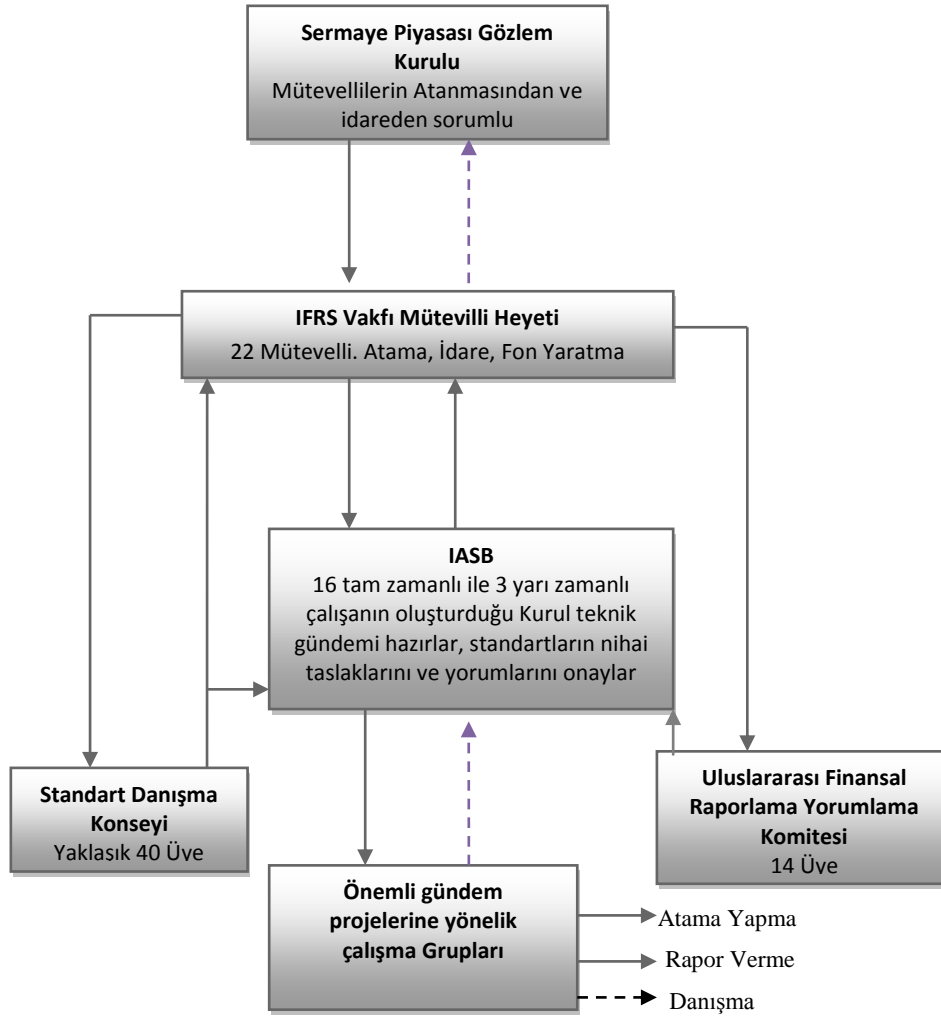 Sermaye Piyasası Gözlem
Kurulu
Mütevellilerin Atanmasından ve
idareden sorumlu
IFRS Vakfı Mütevilli Heyeti
22 Mütevelli. Atama, İdare, Fon Yaratma
IASB
16 tam zamanlı ile 3 yarı zamanlı
çalışanın oluşturduğu Kurul teknik
gündemi hazırlar, standartların nihai
taslaklarını ve yorumlarını onaylar
Standart Danışma
Konseyi
Yaklaşık 40 Üye
Uluslararası Finansal
Raporlama Yorumlama
Komitesi
14 Üye
Önemli gündem
projelerine yönelik
çalışma Grupları
Atama Yapma
Rapor Verme
Danışma